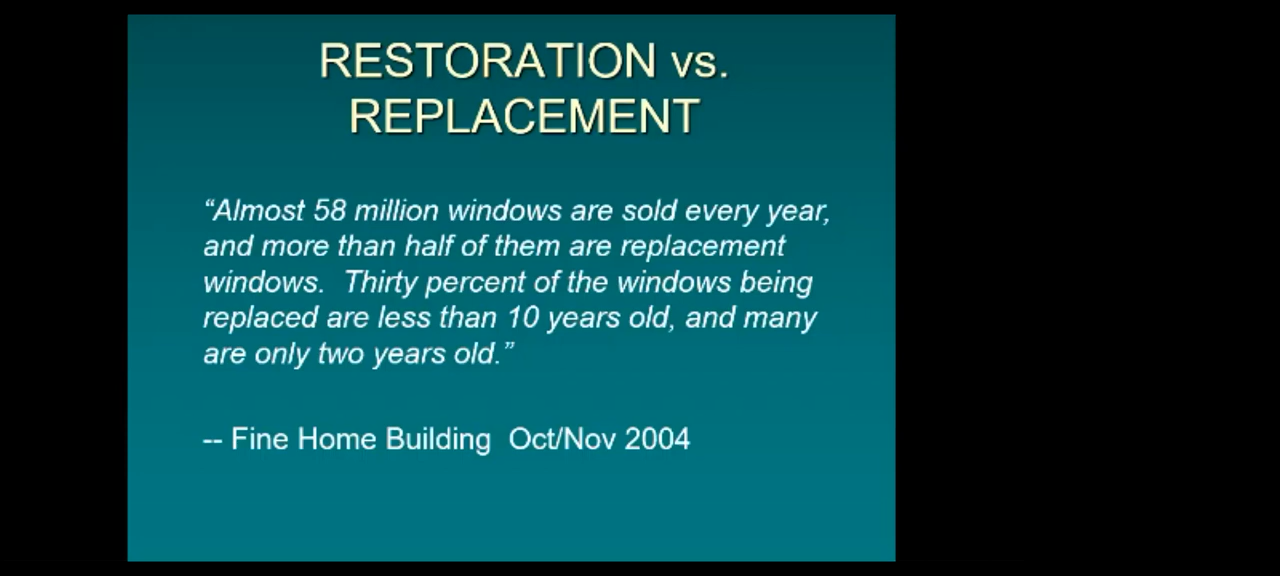 RESTORATION vs.
REPLACEMENT
“Almost 58 million windows are sold every year,
and more than half of them are replacement
windows.  Thirty percent of the windows being
replaced are less than 10 years old, and many
are only two years old.”
-- Fine Home Building  Oct/Nov 2004